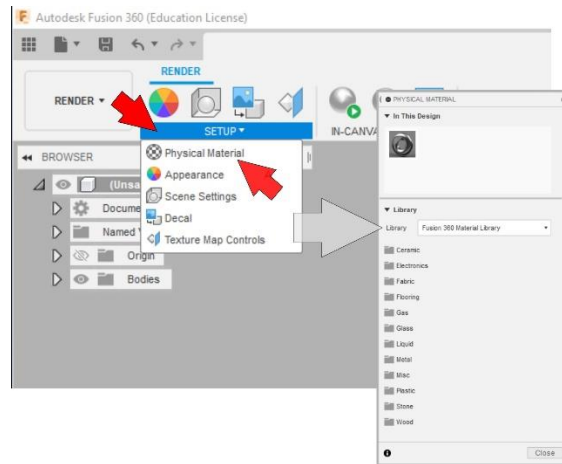 Autodesk Fusion 360 (Education License)
RENDER
RENDER
SETUP
IN-CANVA
BROWSER
Physical Material
Appearance
Scene Settings
Decal
Texture Map Controls
(Unsa
Docume
Named
Origin
Bodies
PHYSICAL MATERIAL
In This Design
Library
Library Fusion 360 Material Library
Ceramic
Electronics
Fabric
Flooring
Gas
Glass
Liquid
Metal
Misc
Plastic
Stone
Wood
Close